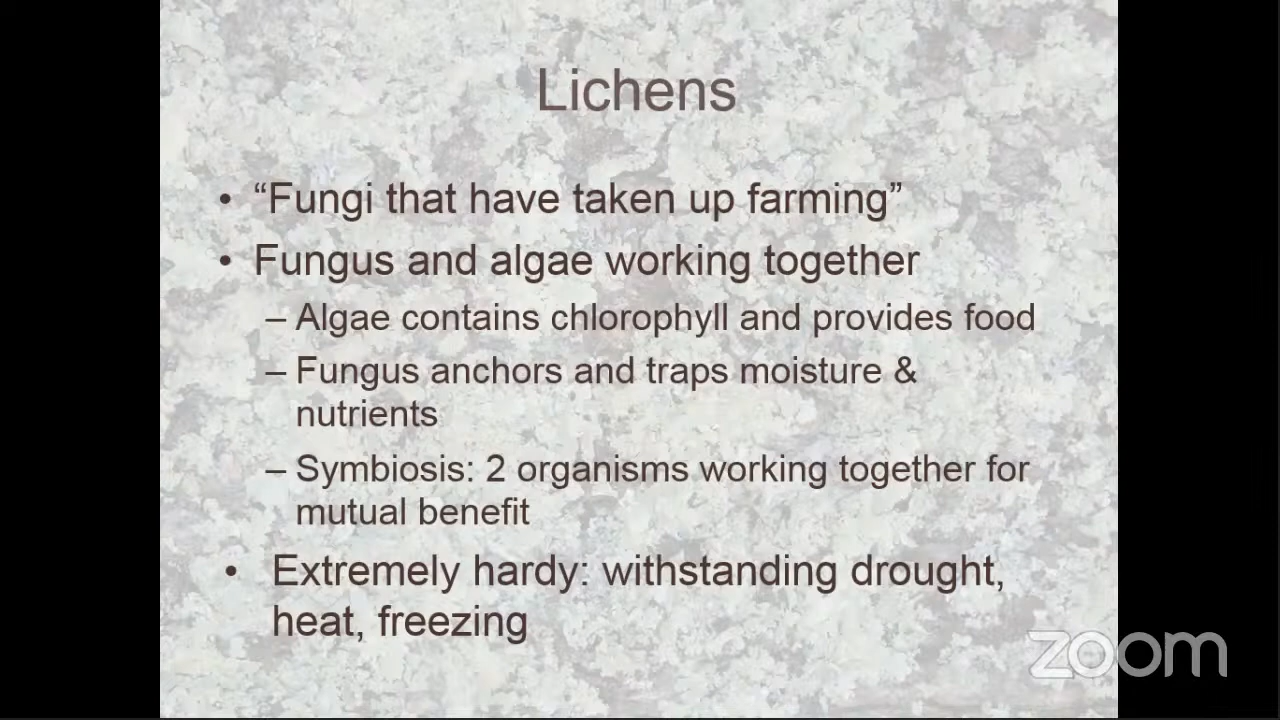 Lichens
• “Fungi that have taken up farming”
• Fungus and algae working together
– Algae contains chlorophyll and provides food
– Fungus anchors and traps moisture &
nutrients
– Symbiosis: 2 organisms working together for
mutual benefit
• Extremely hardy: withstanding drought,
heat, freezing
zoom